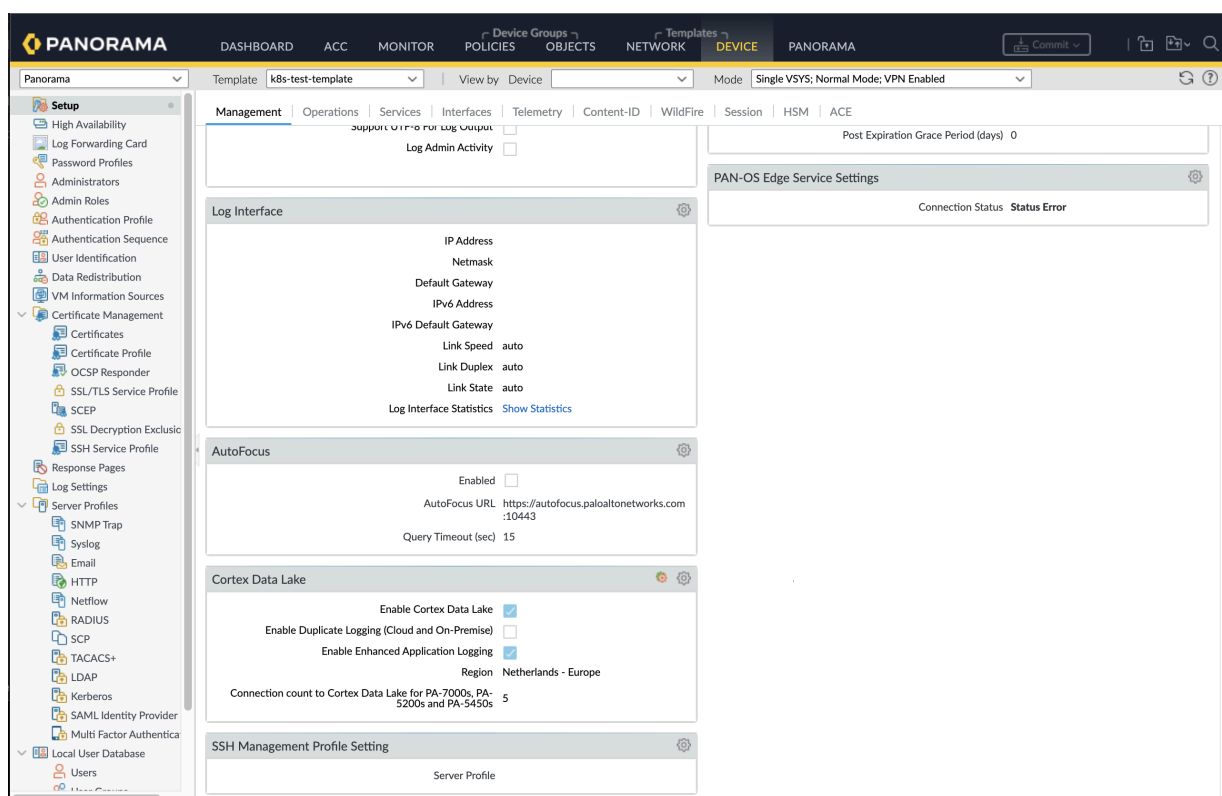 PANORAMA
Device Groups
Templates
DASHBOARD ACC MONITOR POLICIES OBJECTS NETWORK DEVICE PANORAMA
Commit
Panorama
Template k8s-test-template View by Device Mode Single VSYS; Normal Mode; VPN Enabled
Setup
High Availability
Log Forwarding Card
Password Profiles
Administrators
Admin Roles
Authentication Profile
Authentication Sequence
User Identification
Data Redistribution
VM Information Sources
Certificate Management
Certificates
Certificate Profile
OCSP Responder
SSL/TLS Service Profile
SCEP
SSL Decryption Exclusio
SSH Service Profile
Response Pages
Log Settings
Server Profiles
SNMP Trap
Syslog
Email
HTTP
Netflow
RADIUS
SCP
TACACS+
LDAP
Kerberos
SAML Identity Provider
Multi Factor Authentica
Local User Database
Users
User Groups
Management Operations Services Interfaces Telemetry Content-ID WildFire Session HSM ACE
Support UTF-8 For Log Output
Log Admin Activity
Log Interface
IP Address
Netmask
Default Gateway
IPv6 Address
IPv6 Default Gateway
Link Speed auto
Link Duplex auto
Link State auto
Log Interface Statistics Show Statistics
AutoFocus
Enabled
AutoFocus URL https://autofocus.paloaltonetworks.com
:10443
Query Timeout (sec) 15
Cortex Data Lake
Enable Cortex Data Lake
Enable Duplicate Logging (Cloud and On-Premise)
Enable Enhanced Application Logging
Region Netherlands - Europe
Connection count to Cortex Data Lake for PA-7000s, PA-
5200s and PA-5450s 5
SSH Management Profile Setting
Server Profile
Post Expiration Grace Period (days) 0
PAN-OS Edge Service Settings
Connection Status Status Error